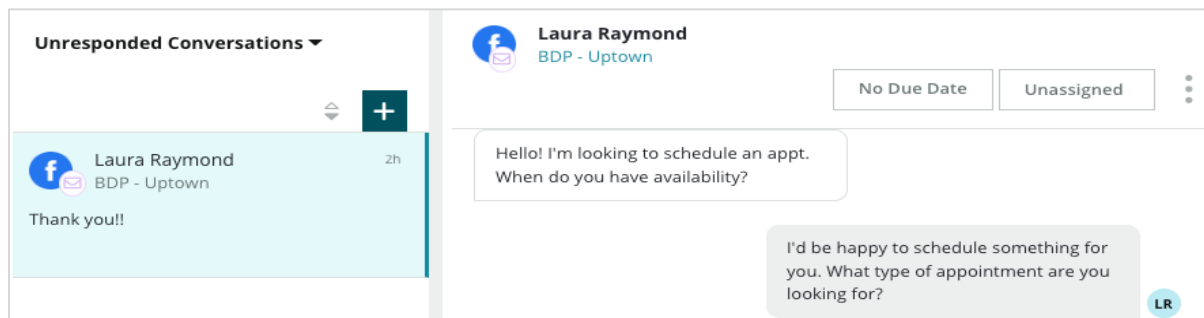 Unresponded Conversations
Laura Raymond
2h
BDP - Uptown
Thank you!!
Laura Raymond
BDP - Uptown
No Due Date
Unassigned
Hello! I'm looking to schedule an appt.
When do you have availability?
I'd be happy to schedule something for
you. What type of appointment are you
looking for?
LR